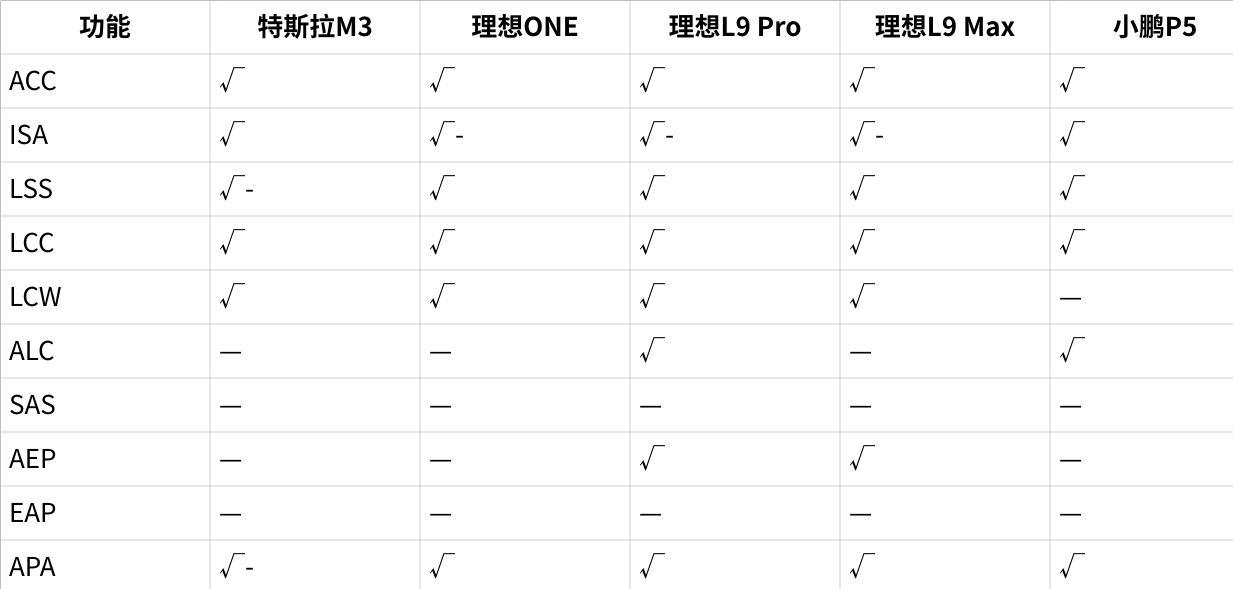 功能 特斯拉M3 理想ONE 理想L9 Pro 理想L9 Max 小鹏P5
ACC √ √ √ √ √
ISA √ √- √- √- √
LSS √- √ √ √ √
LCC √ √ √ √ √
LCW √ √ √ √ —
ALC — — √ — √
SAS — — — — —
AEP — — √ √ —
EAP — — — — —
APA √- √ √ √ √